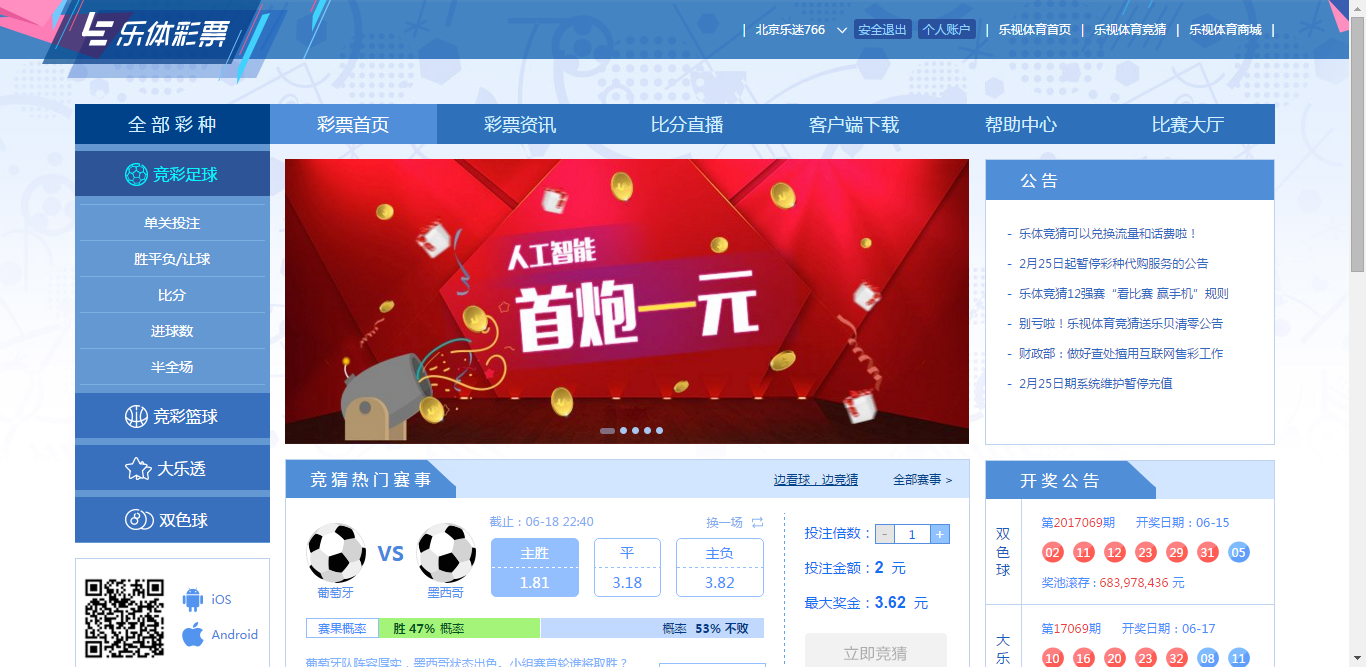 乐体彩票
| 北京乐迷766 安全退出 个人账户 | 乐视体育首页 | 乐视体育竞猜 | 乐视体育商城 |
全部彩种 彩票首页 彩票资讯 比分直播 客户端下载 帮助中心 比赛大厅
竞彩足球
单关投注
胜平负/让球
比分
进球数
半全场
竞彩篮球
大乐透
双色球
iOS
Android
人工智能
首炮一元
公告
- 乐体竞猜可以兑换流量和话费啦！
- 2月25日起暂停彩种代购服务的公告
- 乐体竞猜12强赛“看比赛 赢手机”规则
- 别亏啦！乐视体育竞猜送乐贝清零公告
- 财政部：做好查处擅用互联网售彩工作
- 2月25日期系统维护暂停充值
竞猜热门赛事 边看球，边竞猜 全部赛事 >
截止：06-18 22:40 换一场
VS
葡萄牙 墨西哥
主胜 平 主负
1.81 3.18 3.82
赛果概率 胜 47% 概率 概率 53% 不败
葡萄牙队阵容厚实，墨西哥状态出色，小组赛首轮谁将取胜？
投注倍数： - 1 +
投注金额：2 元
最大奖金：3.62 元
立即竞猜
开奖公告
双色球
第2017069期 开奖日期：06-15
02 11 12 23 29 31 05
奖池滚存：683,978,436 元
大乐
第17069期 开奖日期：06-17
10 16 20 23 32 08 11